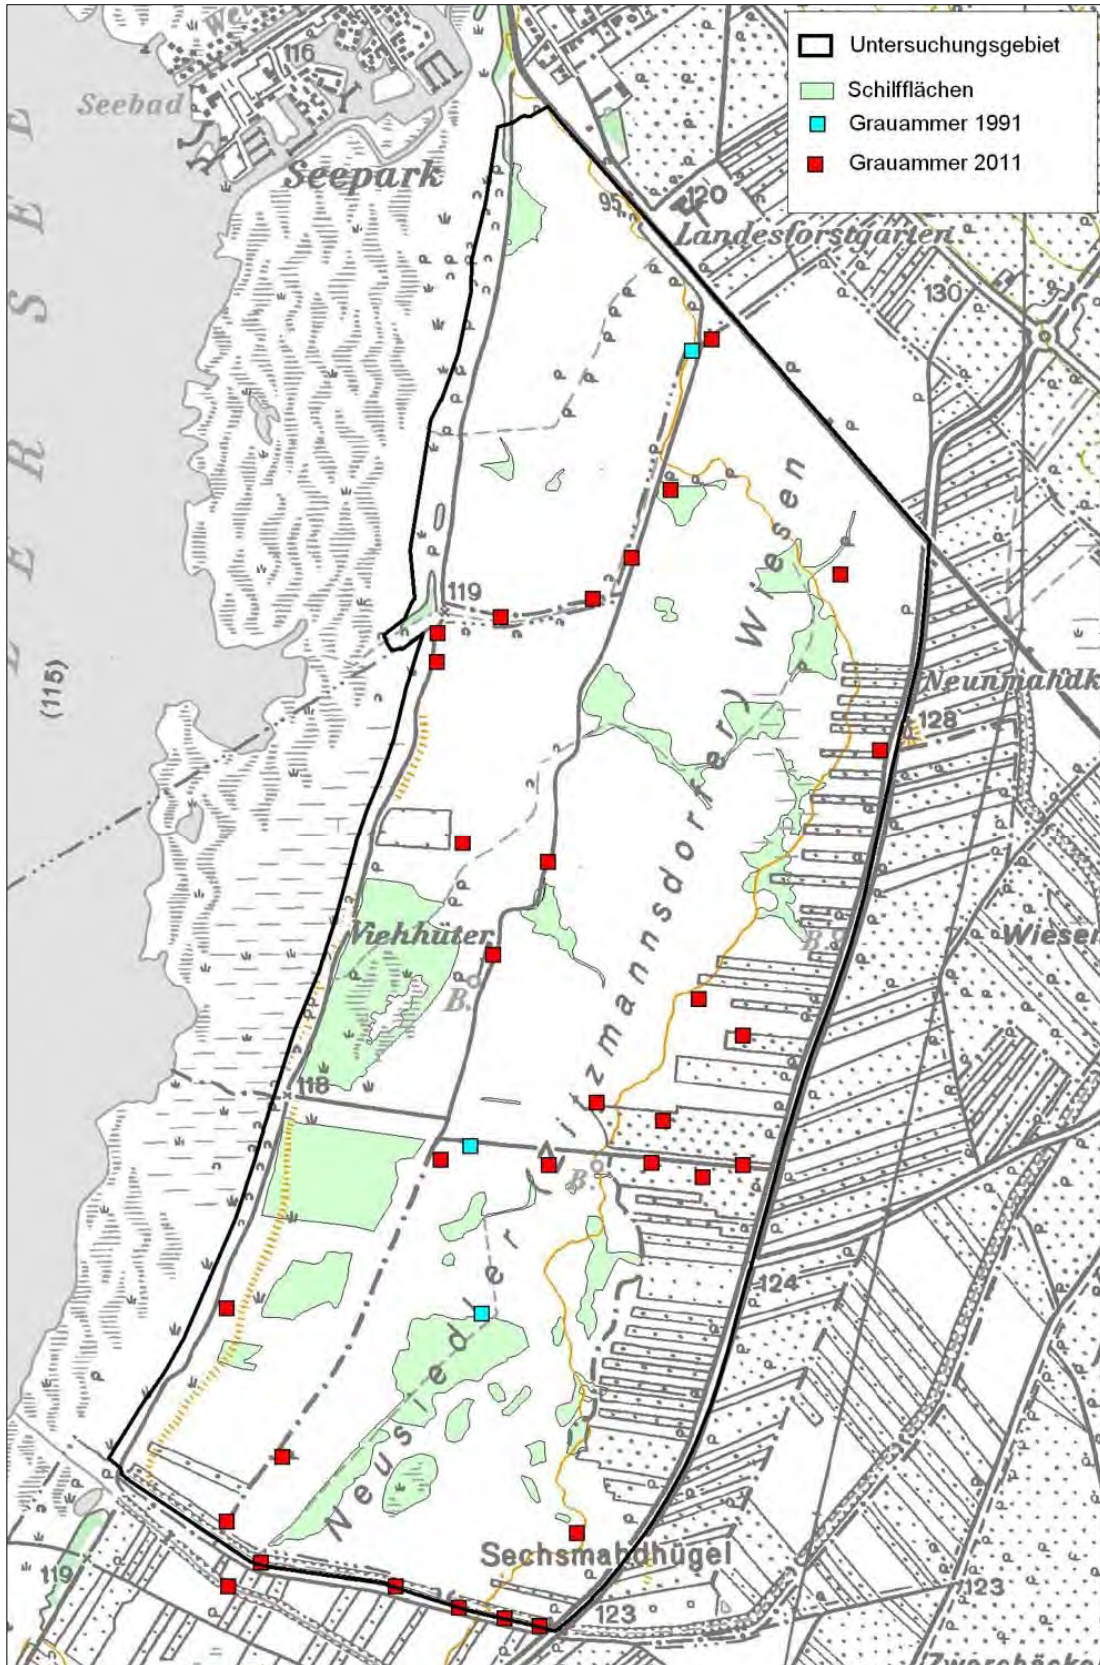 Untersuchungsgebiet
Schilfflächen
Grauammer 1991
Grauammer 2011
116
Seebad
Seepark
95
120
Landesforstgarten
130
E R S E E
119
(115)
Neunmahdk
128
Wiesen
Viehhüter
B.
B.
Wiesen
118
B.
124
Neusiedler
Sechsmahdhügel
119
123
123